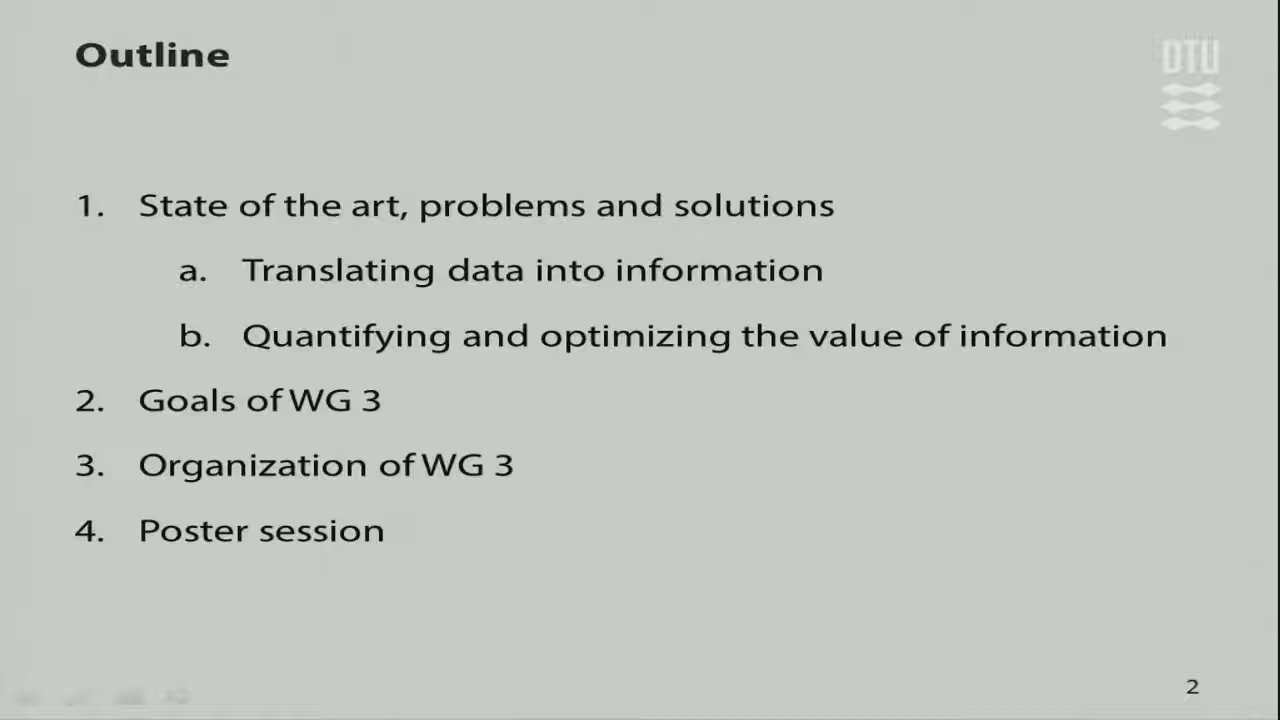 Outline
DTU
1. State of the art, problems and solutions
a. Translating data into information
b. Quantifying and optimizing the value of information
2. Goals of WG 3
3. Organization of WG 3
4. Poster session
2